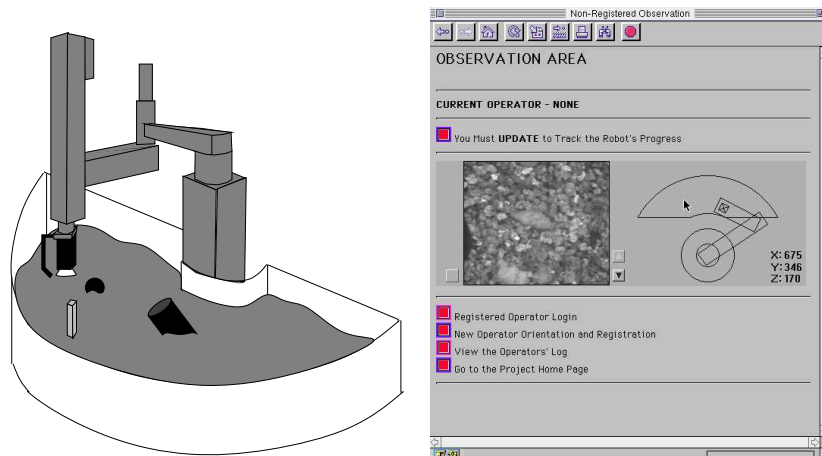 Non-Registered Observation
OBSERVATION AREA
CURRENT OPERATOR - NONE
You Must UPDATE to Track the Robot's Progress
X: 675
Y: 346
Z: 170
Registered Operator Login
New Operator Orientation and Registration
View the Operators' Log
Go to the Project Home Page